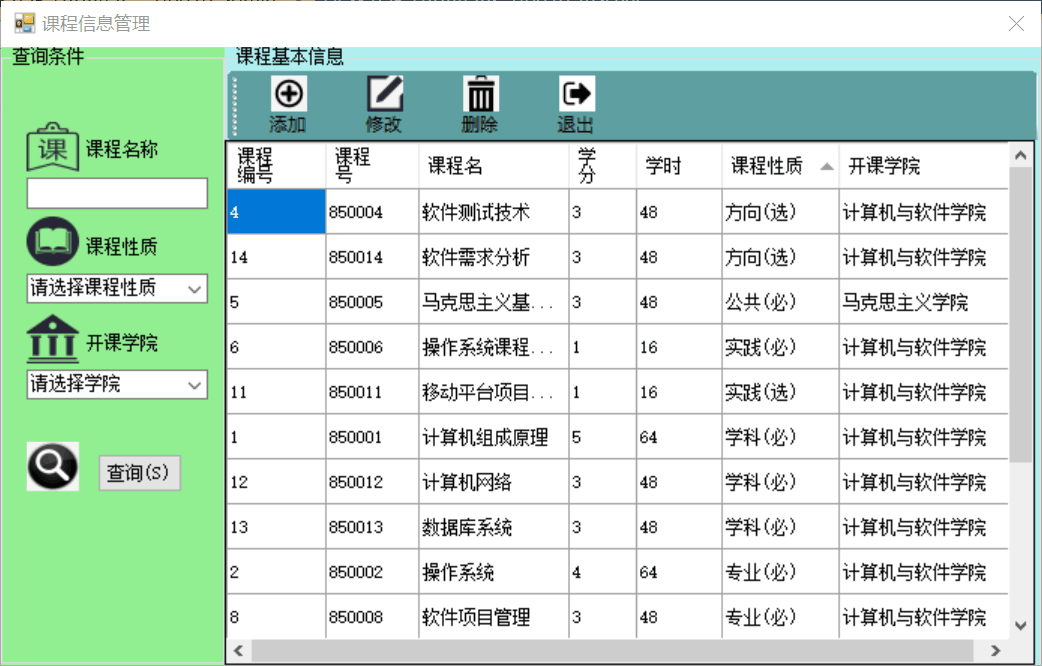 课程信息管理
查询条件
课程名称
课程性质
请选择课程性质
开课学院
请选择学院
查询(S)
课程基本信息
添加 修改 删除 退出
课程编号 课程号 课程名 学分 学时 课程性质 开课学院
4 850004 软件测试技术 3 48 方向(选) 计算机与软件学院
14 850014 软件需求分析 3 48 方向(选) 计算机与软件学院
5 850005 马克思主义基... 3 48 公共(必) 马克思主义学院
6 850006 操作系统课程... 1 16 实践(必) 计算机与软件学院
11 850011 移动平台项目... 1 16 实践(选) 计算机与软件学院
1 850001 计算机组成原理 5 64 学科(必) 计算机与软件学院
12 850012 计算机网络 3 48 学科(必) 计算机与软件学院
13 850013 数据库系统 3 48 学科(必) 计算机与软件学院
2 850002 操作系统 4 64 专业(必) 计算机与软件学院
8 850008 软件项目管理 3 48 专业(必) 计算机与软件学院